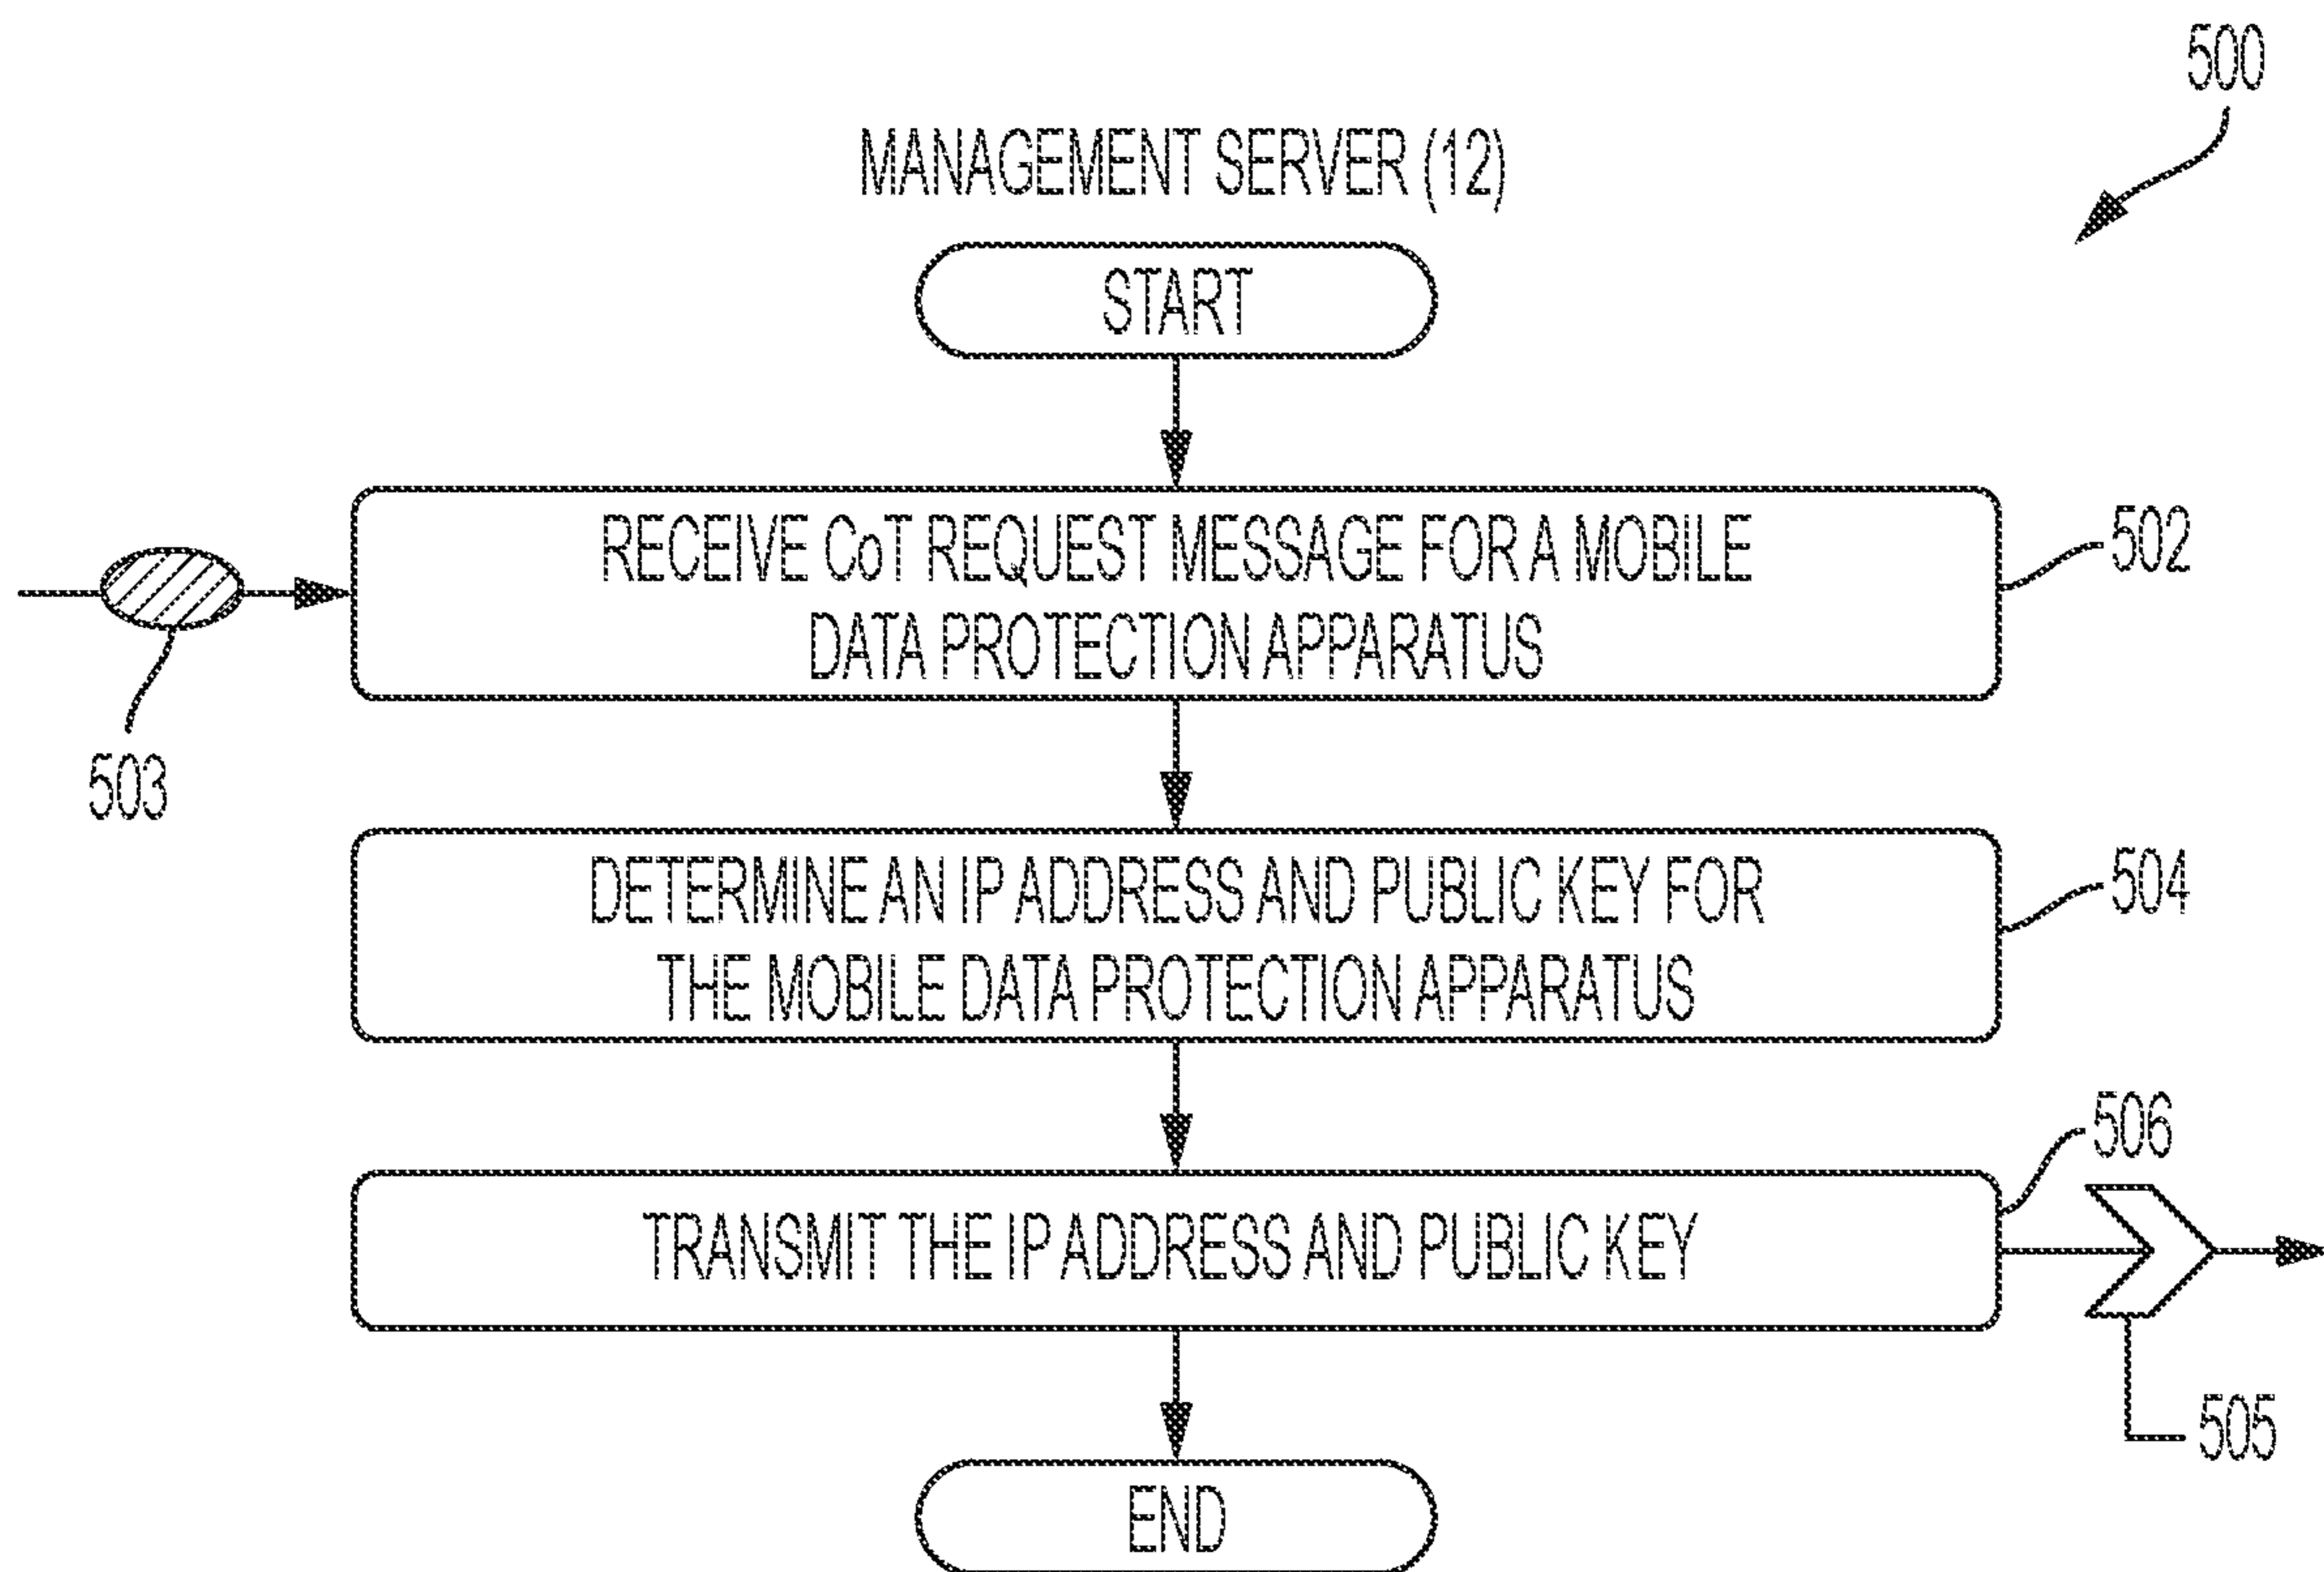 500
MANAGEMENT SERVER (12)
START
RECEIVE CoT REQUEST MESSAGE FOR A MOBILE
DATA PROTECTION APPARATUS
502
503
DETERMINE AN IP ADDRESS AND PUBLIC KEY FOR
THE MOBILE DATA PROTECTION APPARATUS
504
506
TRANSMIT THE IP ADDRESS AND PUBLIC KEY
505
END